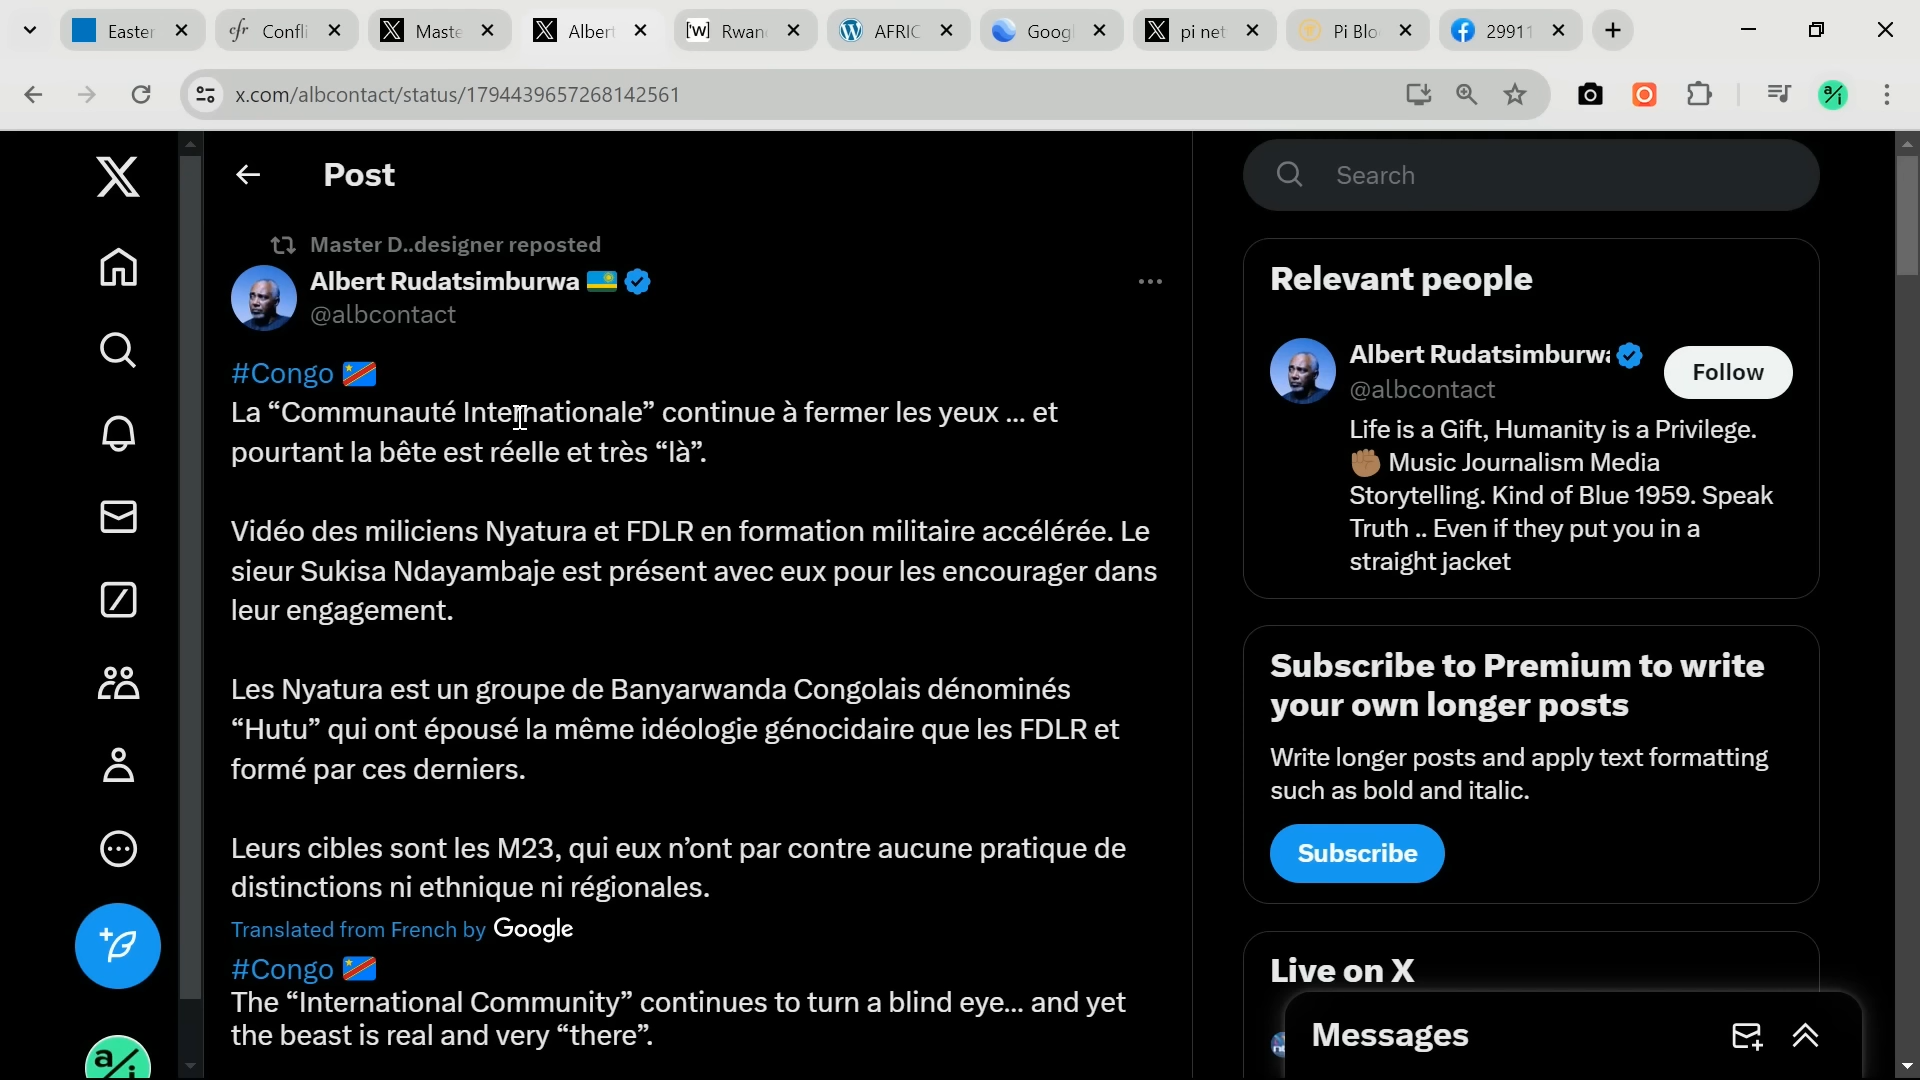 Easter
cfr Confli
Maste
Albert
['w] Rwan
AFRIC
Goog
pi net
Pi Blo
29911
x.com/albcontact/status/1794439657268142561
a/i
Post
Search
Master D..designer reposted
Albert Rudatsimburwa
@albcontact
#Congo
La “Communauté Internationale” continue à fermer les yeux ... et
pourtant la bête est réelle et très “là”.
Vidéo des miliciens Nyatura et FDLR en formation militaire accélérée. Le
sieur Sukisa Ndayambaje est présent avec eux pour les encourager dans
leur engagement.
Les Nyatura est un groupe de Banyarwanda Congolais dénominés
“Hutu” qui ont épousé la même idéologie génocidaire que les FDLR et
formé par ces derniers.
Leurs cibles sont les M23, qui eux n’ont par contre aucune pratique de
distinctions ni ethnique ni régionales.
Translated from French by Google
#Congo
The “International Community” continues to turn a blind eye... and yet
the beast is real and very “there”.
a/i
Relevant people
Albert Rudatsimburwa
@albcontact
Follow
Life is a Gift, Humanity is a Privilege.
Music Journalism Media
Storytelling. Kind of Blue 1959. Speak
Truth .. Even if they put you in a
straight jacket
Subscribe to Premium to write
your own longer posts
Write longer posts and apply text formatting
such as bold and italic.
Subscribe
Live on X
Messages